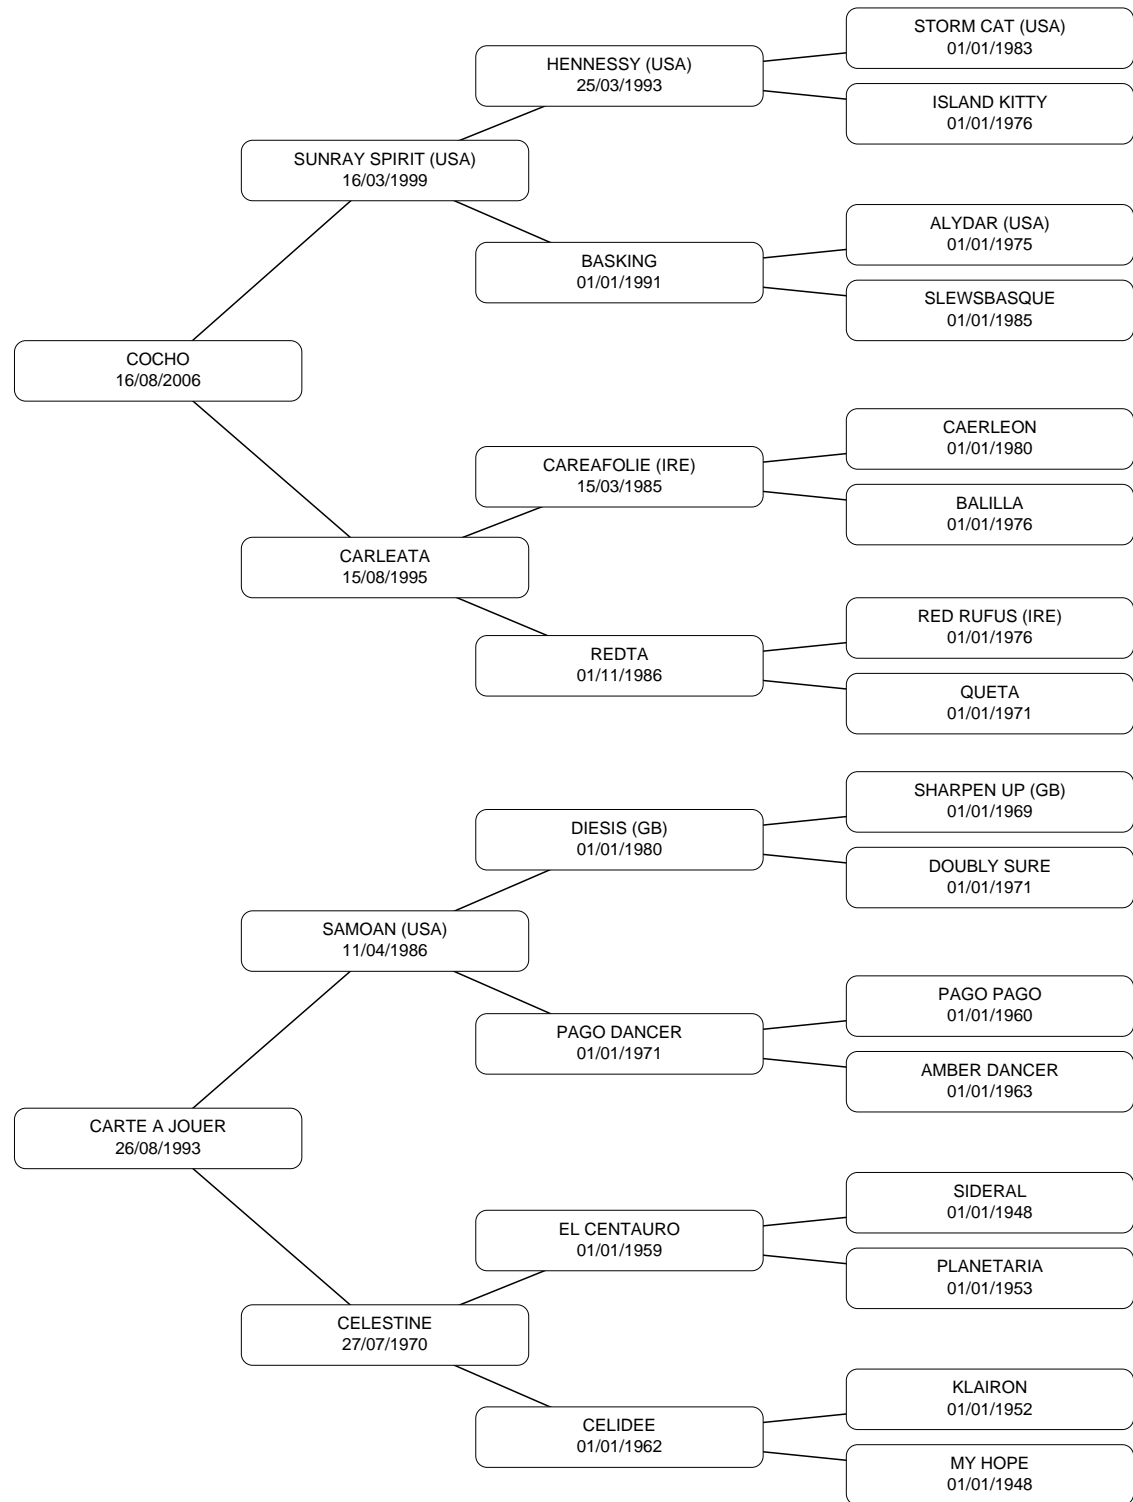 STORM CAT (USA)
01/01/1983
HENNESSY (USA)
25/03/1993
ISLAND KITTY
01/01/1976
SUNRAY SPIRIT (USA)
16/03/1999
ALYDAR (USA)
01/01/1975
BASKING
01/01/1991
SLEWSBASQUE
01/01/1985
COCHO
16/08/2006
CAERLEON
01/01/1980
CAREAFOLIE (IRE)
15/03/1985
BALILLA
01/01/1976
CARLEATA
15/08/1995
RED RUFUS (IRE)
01/01/1976
REDTA
01/11/1986
QUETA
01/01/1971
SHARPEN UP (GB)
01/01/1969
DIESIS (GB)
01/01/1980
DOUBLY SURE
01/01/1971
SAMOAN (USA)
11/04/1986
PAGO PAGO
01/01/1960
PAGO DANCER
01/01/1971
AMBER DANCER
01/01/1963
CARTE A JOUER
26/08/1993
SIDERAL
01/01/1948
EL CENTAURO
01/01/1959
PLANETARIA
01/01/1953
CELESTINE
27/07/1970
KLAIRON
01/01/1952
CELIDEE
01/01/1962
MY HOPE
01/01/1948